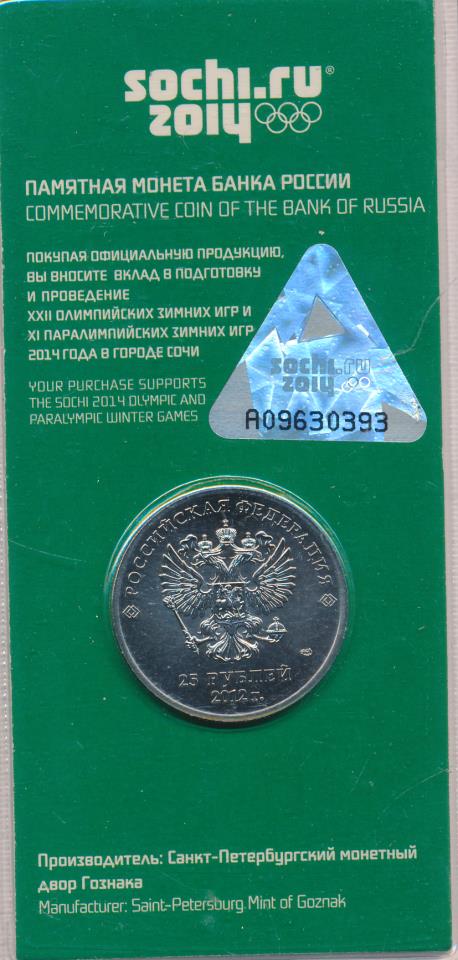 sochi.ru®
2014
ПАМЯТНАЯ МОНЕТА БАНКА РОССИИ
COMMEMORATIVE COIN OF THE BANK OF RUSSIA
ПОКУПАЯ ОФИЦИАЛЬНУЮ ПРОДУКЦИЮ,
ВЫ ВНОСИТЕ ВКЛАД В ПОДГОТОВКУ
И ПРОВЕДЕНИЕ
XXII ОЛИМПИЙСКИХ ЗИМНИХ ИГР И
XI ПАРАЛИМПИЙСКИХ ЗИМНИХ ИГР
2014 ГОДА В ГОРОДЕ СОЧИ
YOUR PURCHASE SUPPORTS
THE SOCHI 2014 OLYMPIC AND
PARALYMPIC WINTER GAMES
sochi.ru
2014
A09630393
РОССИЙСКАЯ ФЕДЕРАЦИЯ
25 РУБЛЕЙ
2012 г.
Производитель: Санкт-Петербургский монетный
двор Гознака
Manufacturer: Saint-Petersburg Mint of Goznak